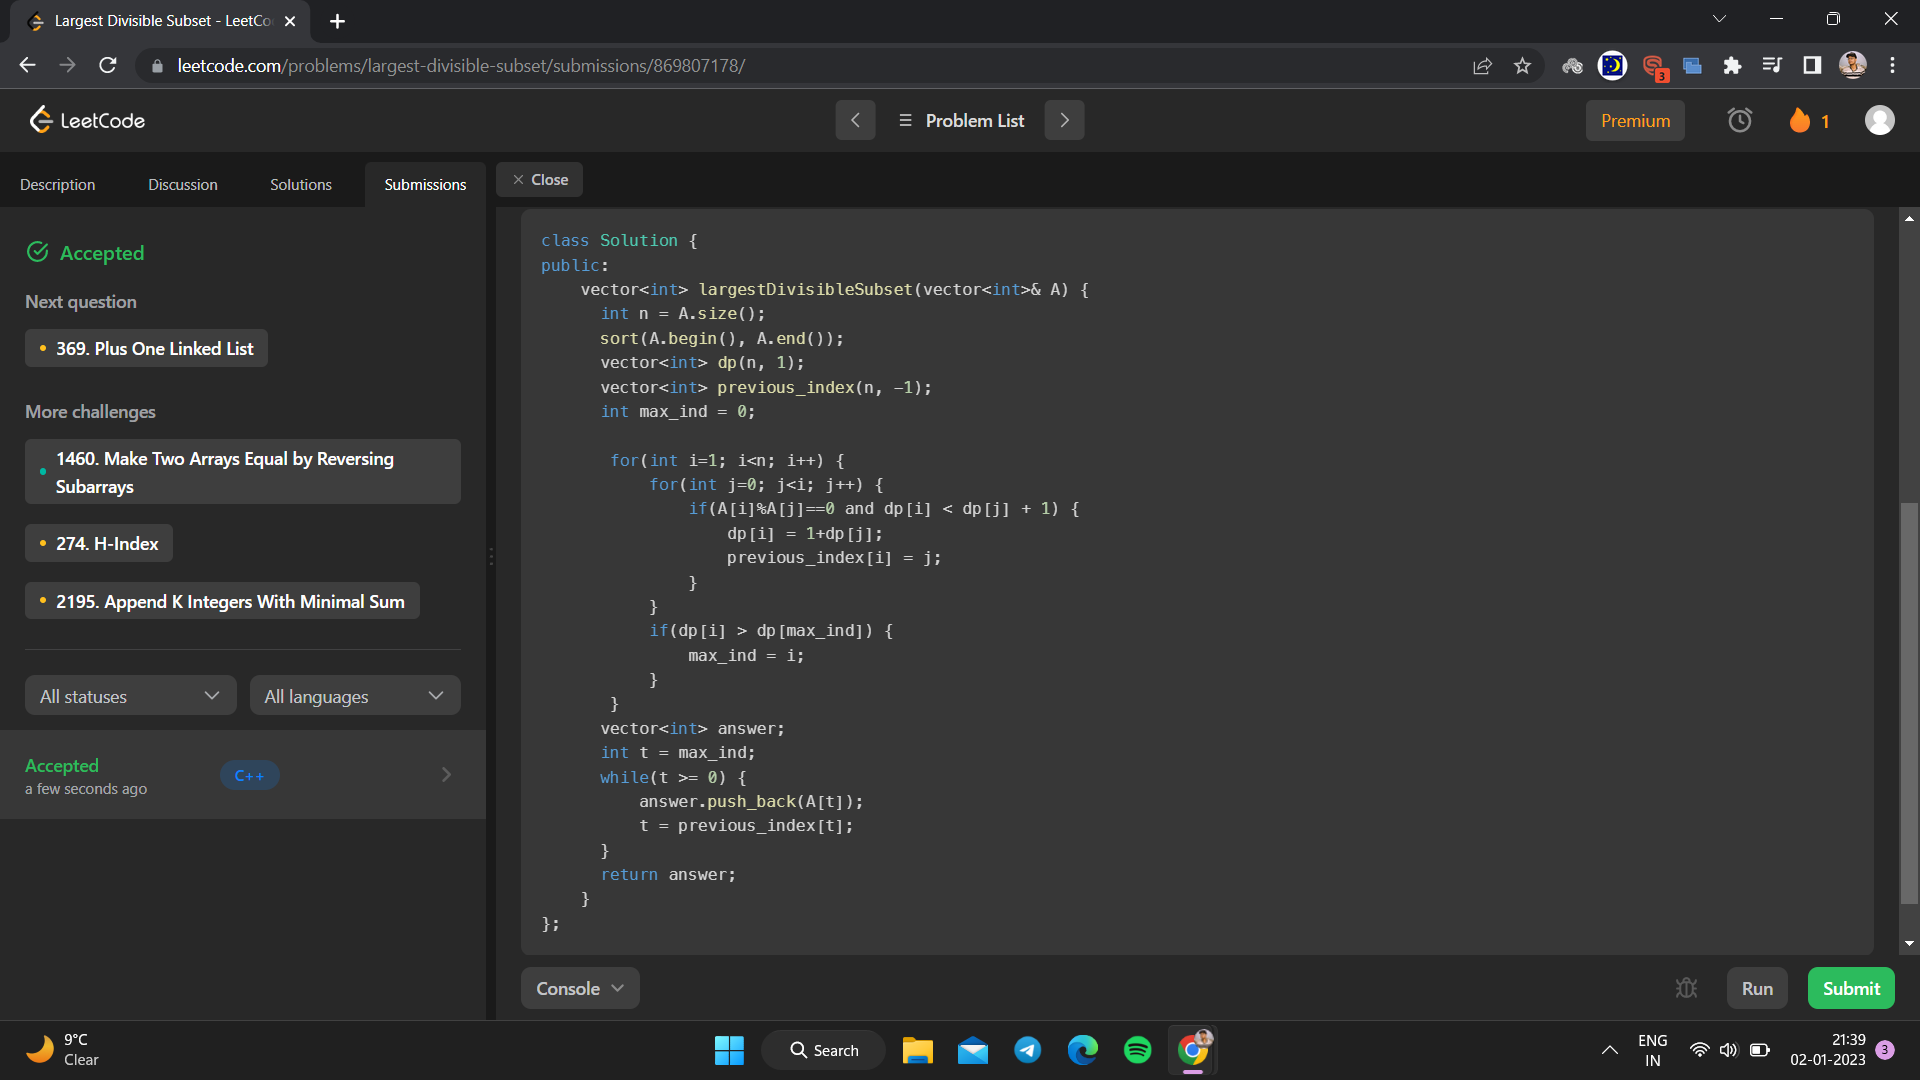 Largest Divisible Subset - LeetCo
leetcode.com/problems/largest-divisible-subset/submissions/869807178/
3
LeetCode
Problem List
Premium
1
Description
Discussion
Solutions
Submissions
Close
Accepted
Next question
369. Plus One Linked List
More challenges
1460. Make Two Arrays Equal by Reversing
Subarrays
274. H-Index
2195. Append K Integers With Minimal Sum
All statuses
All languages
Accepted
a few seconds ago
C++
class Solution {
public:
    vector<int> largestDivisibleSubset(vector<int>& A) {
      int n = A.size();
      sort(A.begin(), A.end());
      vector<int> dp(n, 1);
      vector<int> previous_index(n, -1);
      int max_ind = 0;
       for(int i=1; i<n; i++) {
           for(int j=0; j<i; j++) {
               if(A[i]%A[j]==0 and dp[i] < dp[j] + 1) {
                   dp[i] = 1+dp[j];
                   previous_index[i] = j;
               }
           }
           if(dp[i] > dp[max_ind]) {
               max_ind = i;
           }
       }
      vector<int> answer;
      int t = max_ind;
      while(t >= 0) {
          answer.push_back(A[t]);
          t = previous_index[t];
      }
      return answer;
    }
};
Console
Run
Submit
9°C
Clear
Search
ENG
IN
21:39
02-01-2023
3